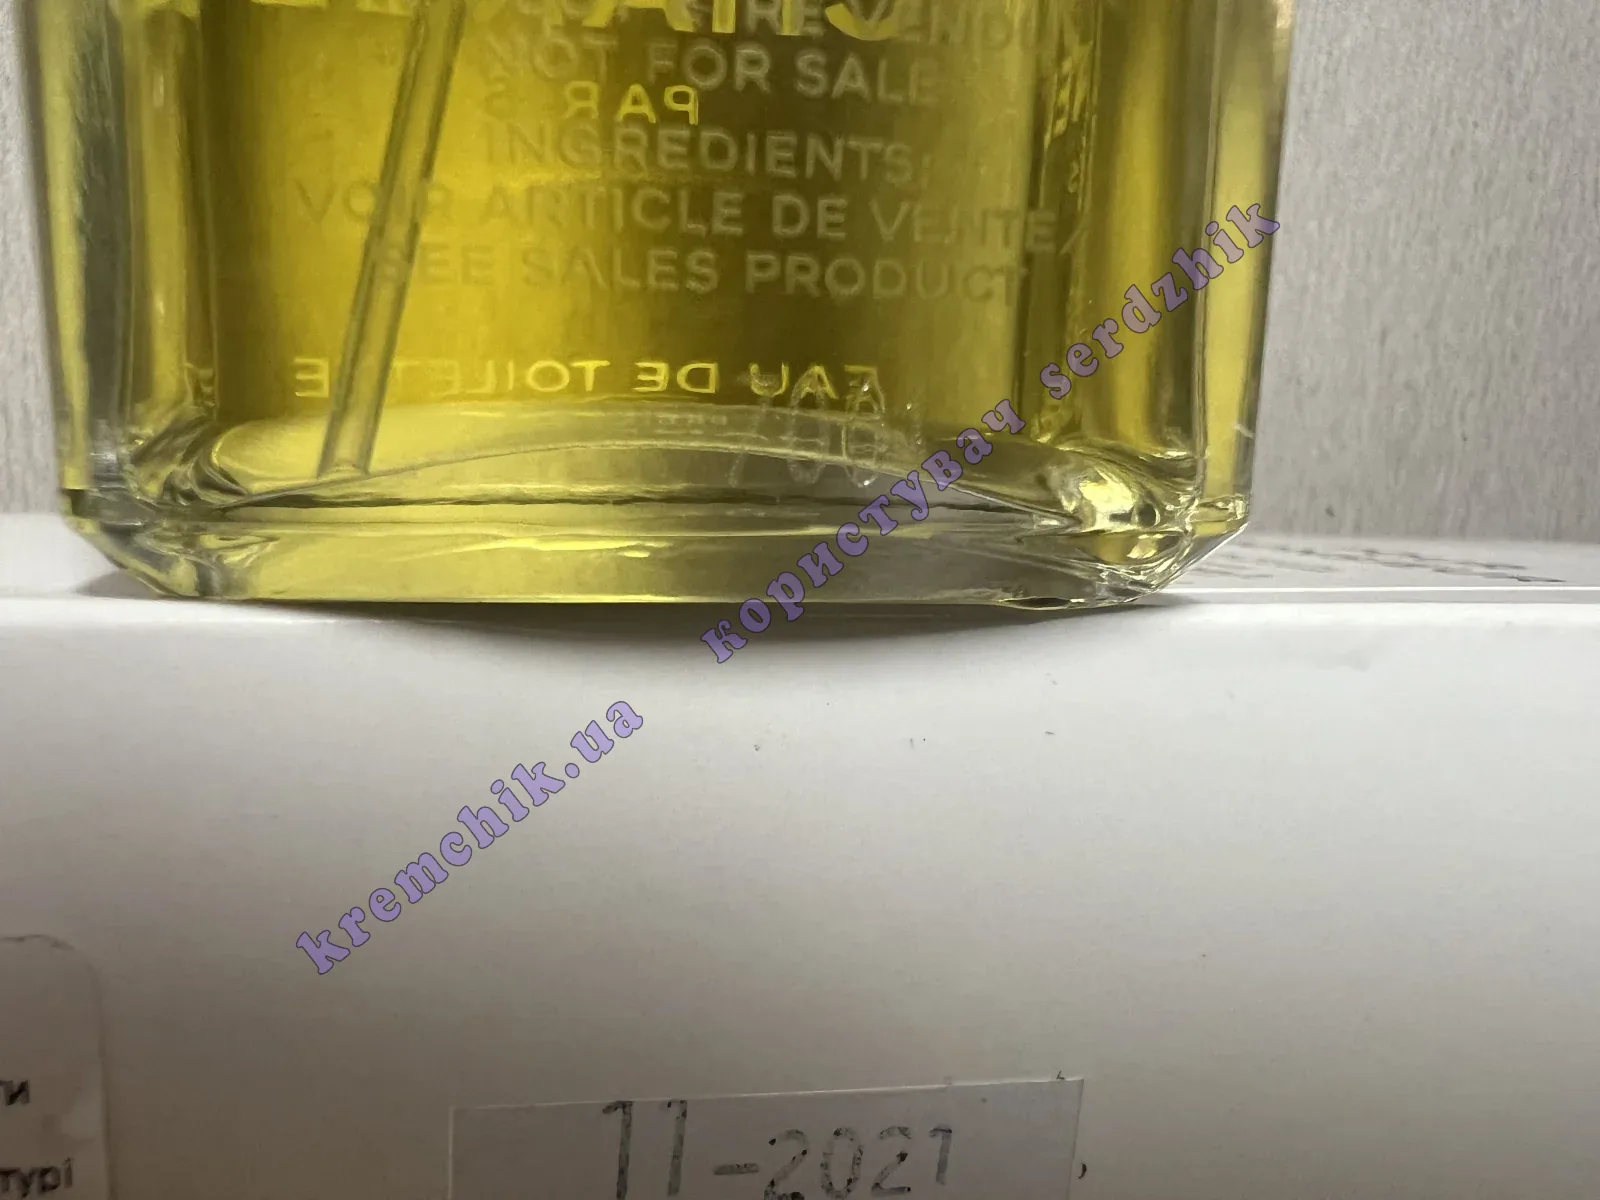 NOT FOR SALE
PAR
INGREDIENTS:
VOIR ARTICLE DE VENTE/
SEE SALES PRODUCT
EAU DE TOILETTE
користувач serdzhik
kremchik.ua
11-2021